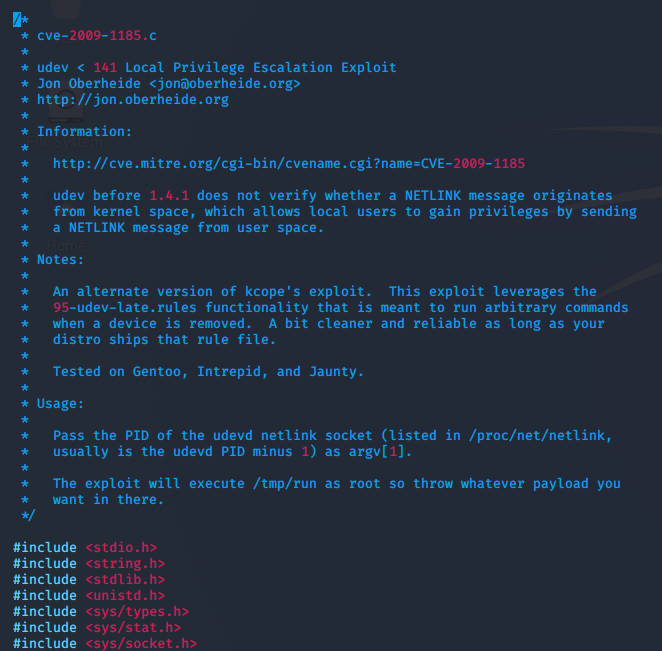 /*
* cve-2009-1185.c
*
* udev < 141 Local Privilege Escalation Exploit
* Jon Oberheide <jon@oberheide.org>
* http://jon.oberheide.org
*
* Information:
*
*   http://cve.mitre.org/cgi-bin/cvename.cgi?name=CVE-2009-1185
*
*   udev before 1.4.1 does not verify whether a NETLINK message originates
*   from kernel space, which allows local users to gain privileges by sending
*   a NETLINK message from user space.
*
* Notes:
*
*   An alternate version of kcope's exploit.  This exploit leverages the
*   95-udev-late.rules functionality that is meant to run arbitrary commands
*   when a device is removed.  A bit cleaner and reliable as long as your
*   distro ships that rule file.
*
*   Tested on Gentoo, Intrepid, and Jaunty.
*
* Usage:
*
*   Pass the PID of the udevd netlink socket (listed in /proc/net/netlink,
*   usually is the udevd PID minus 1) as argv[1].
*
*   The exploit will execute /tmp/run as root so throw whatever payload you
*   want in there.
*/
#include <stdio.h>
#include <string.h>
#include <stdlib.h>
#include <unistd.h>
#include <sys/types.h>
#include <sys/stat.h>
#include <sys/socket.h>